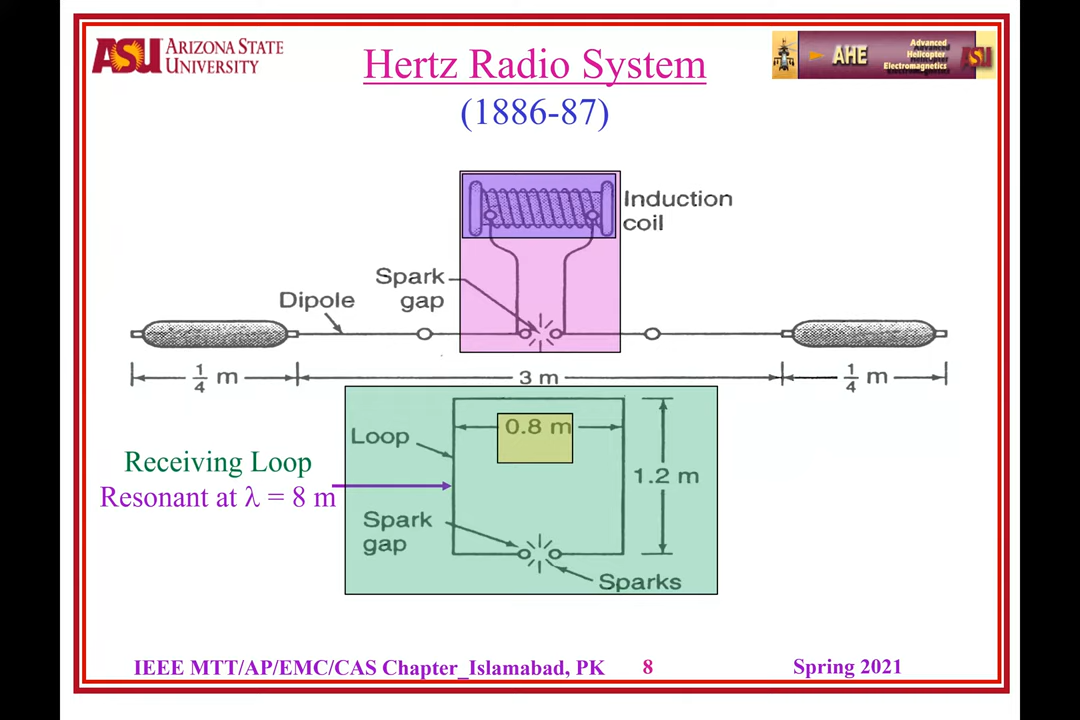 ASU ARIZONA STATE
UNIVERSITY
Hertz Radio System
(1886-87)
AHE
Advanced
Helicopter
Electromagnetics
ASU
Induction
coil
Spark
gap
Dipole
1/4 m
3 m
1/4 m
0.8 m
Loop
1.2 m
Receiving Loop
Resonant at λ = 8 m
Spark
gap
Sparks
IEEE MTT/AP/EMC/CAS Chapter_Islamabad, PK 8 Spring 2021